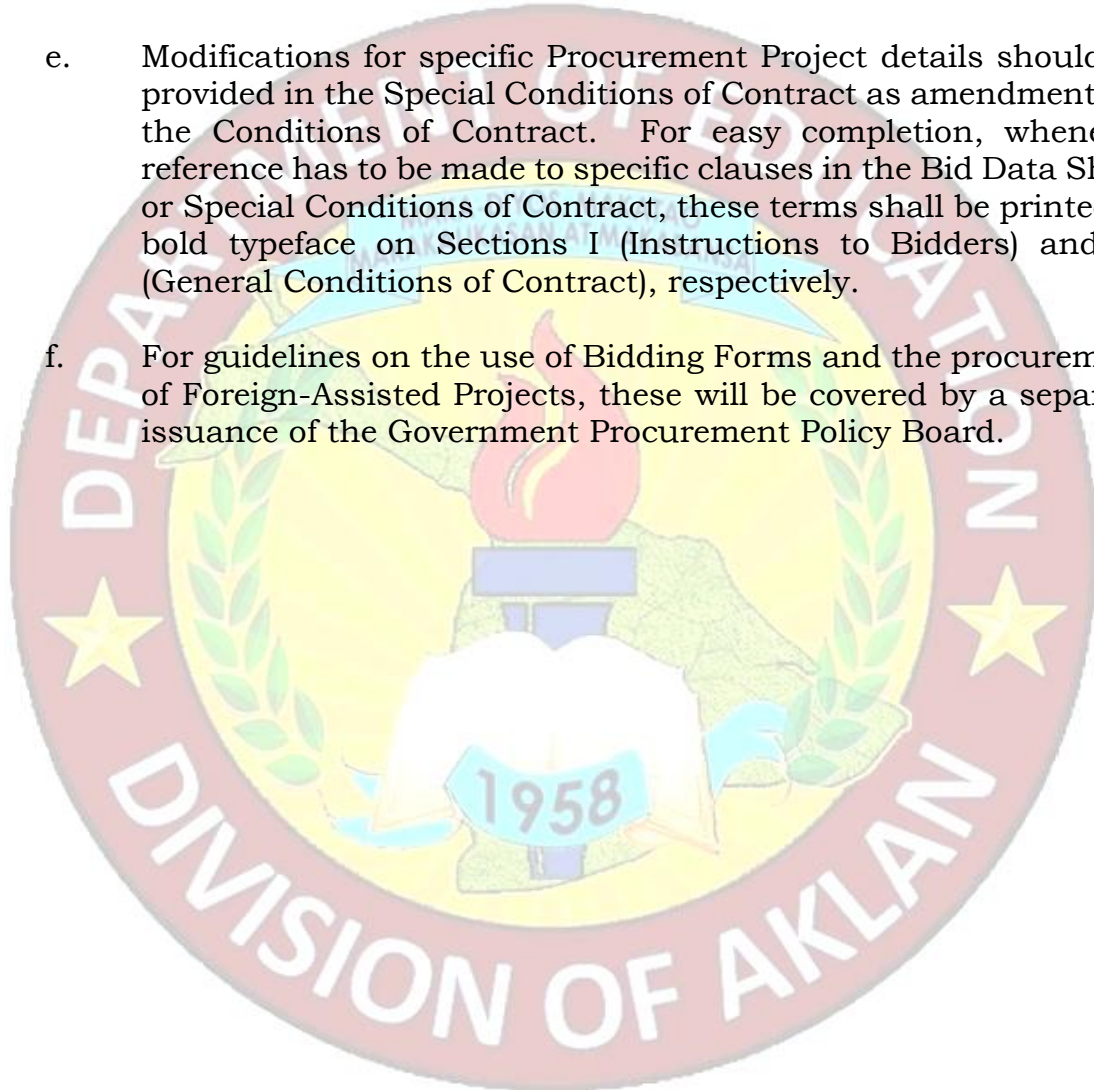 e. Modifications for specific Procurement Project details should
provided in the Special Conditions of Contract as amendment
the Conditions of Contract. For easy completion, whene
reference has to be made to specific clauses in the Bid Data Sh
or Special Conditions of Contract, these terms shall be printe
bold typeface on Sections I (Instructions to Bidders) and
(General Conditions of Contract), respectively.
f. For guidelines on the use of Bidding Forms and the procurem
of Foreign-Assisted Projects, these will be covered by a separ
issuance of the Government Procurement Policy Board.
DEPARTMENT OF EDUCATION
1958
DIVISION OF AKLAN